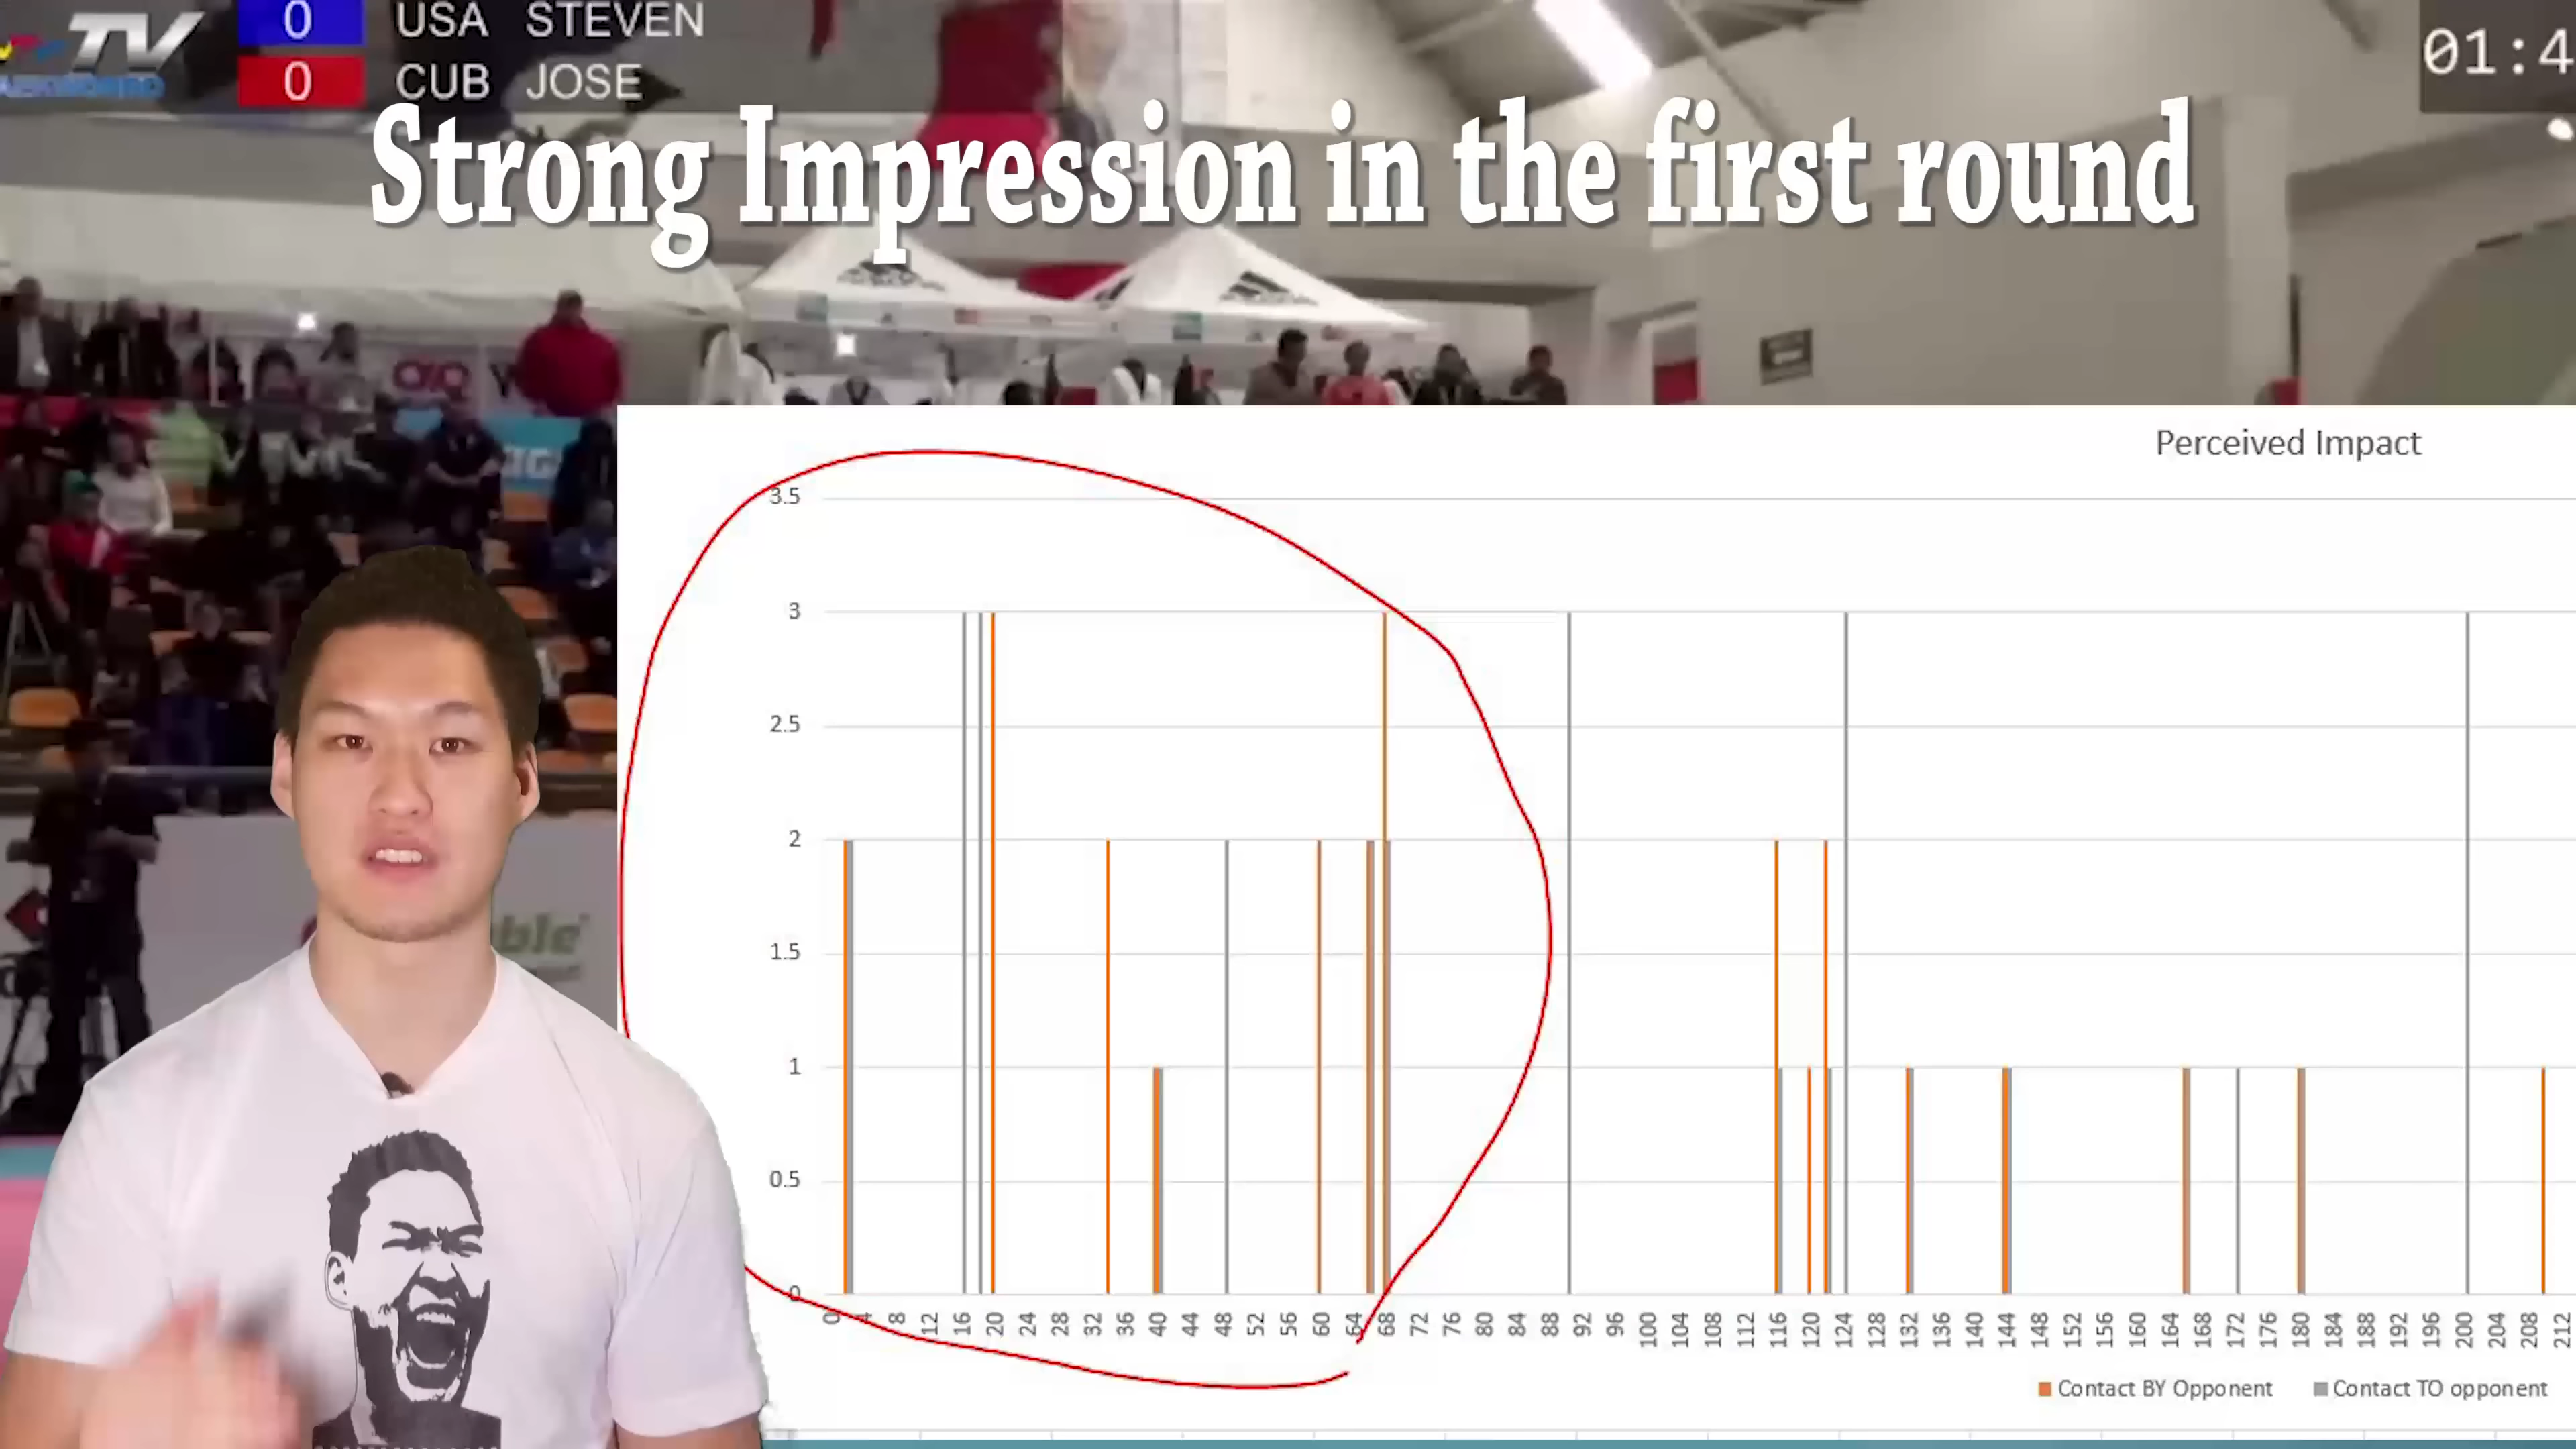 TV
0 USA STEVEN
0 CUB JOSE
01:4
Strong Impression in the first round
adidas
Perceived Impact
3.5
3
2.5
2
1.5
1
0.5
0
0 4 8 12 16 20 24 28 32 36 40 44 48 52 56 60 64 68 72 76 80 84 88 92 96 100 104 108 112 116 120 124 128 132 136 140 144 148 152 156 160 164 168 172 176 180 184 188 192 196 200 204 208 212
Contact BY Opponent Contact TO opponent